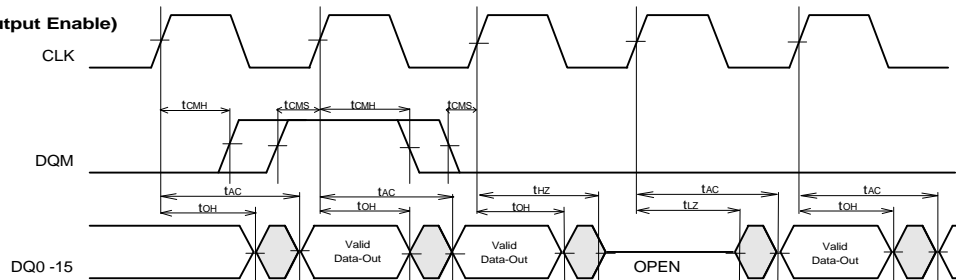 utput Enable)
CLK
tCMH tCMS tCMH tCMS
DQM
tAC tAC tHZ tAC tAC
tOH tOH tOH tLZ tOH
DQ0 -15
Valid Data-Out
Valid Data-Out
OPEN
Valid Data-Out